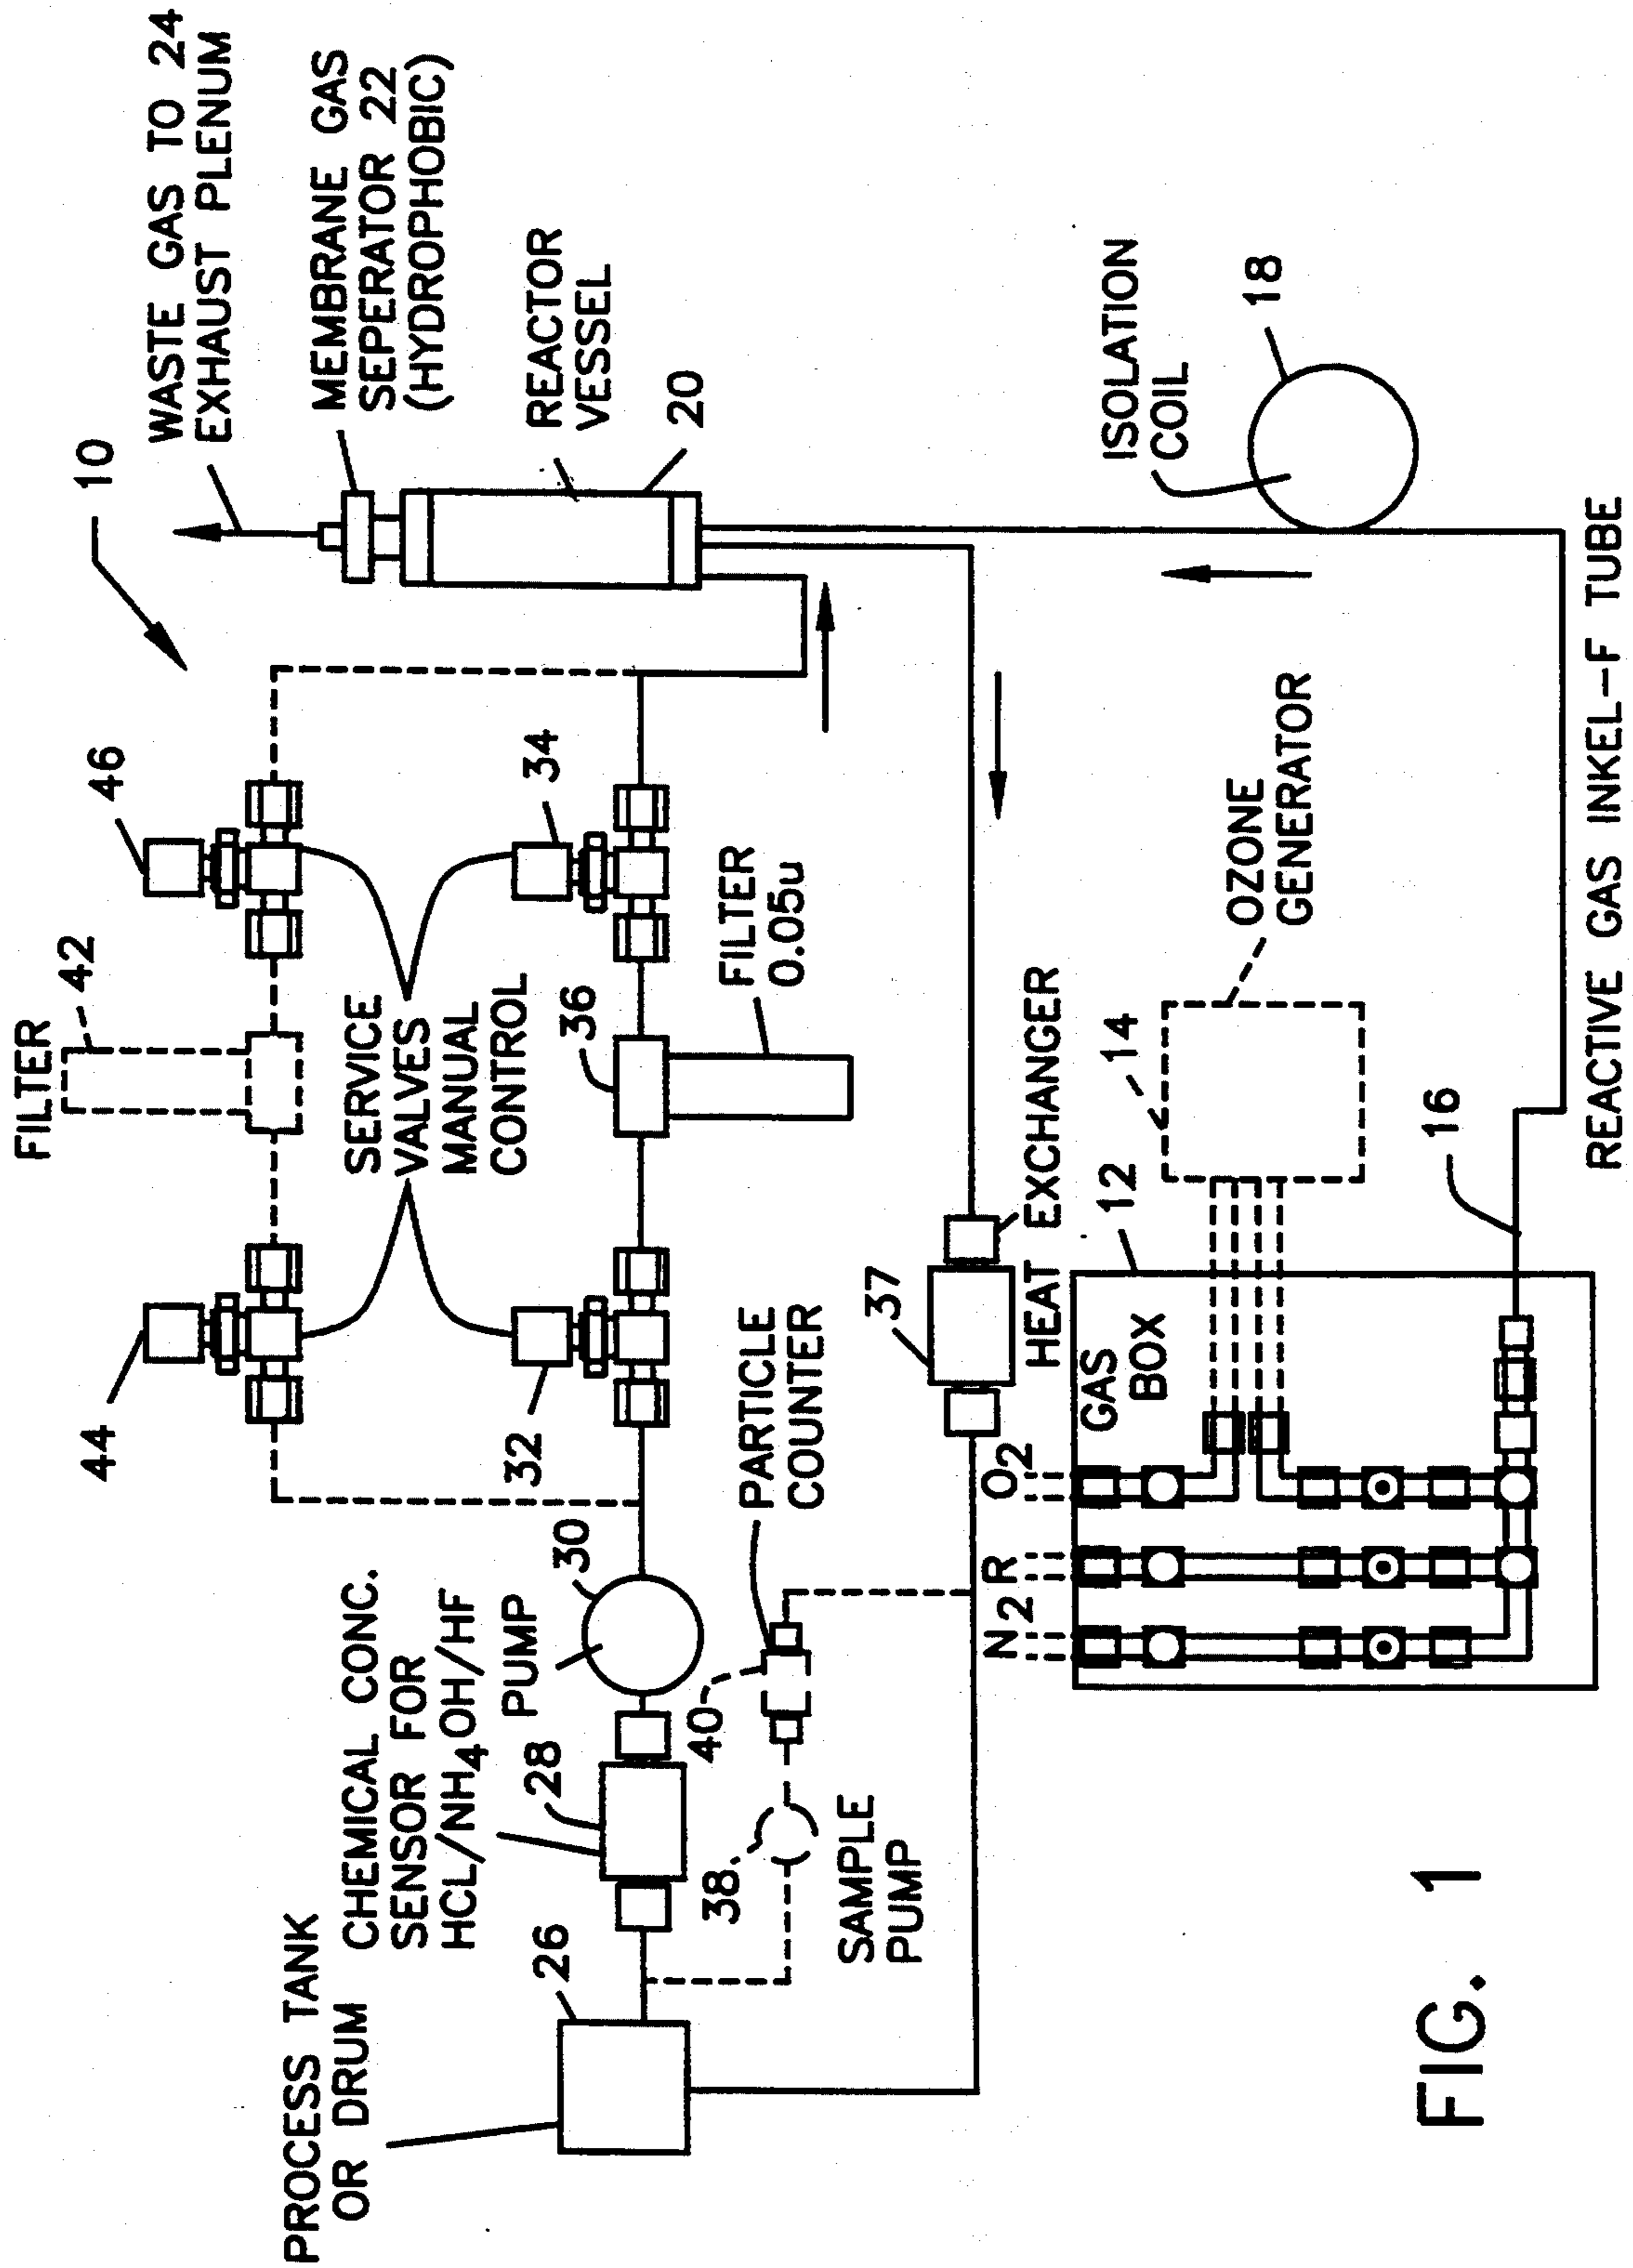 WASTE GAS TO 24
EXHAUST PLENUM
10
MEMBRANE GAS
SEPERATOR 22
(HYDROPHOBIC)
REACTOR
VESSEL
20
ISOLATION
COIL
18
FILTER
42
44
46
SERVICE
VALVES
MANUAL
CONTROL
32
34
36
FILTER
0.05u
PROCESS TANK
OR DRUM
26
CHEMICAL CONC.
SENSOR FOR
HCL/NH4OH/HF
28
PUMP
30
38
SAMPLE
PUMP
40
PARTICLE
COUNTER
37
HEAT EXCHANGER
N2 R O2
GAS
BOX
12
14
OZONE
GENERATOR
16
REACTIVE GAS INKEL-F TUBE
FIG. 1